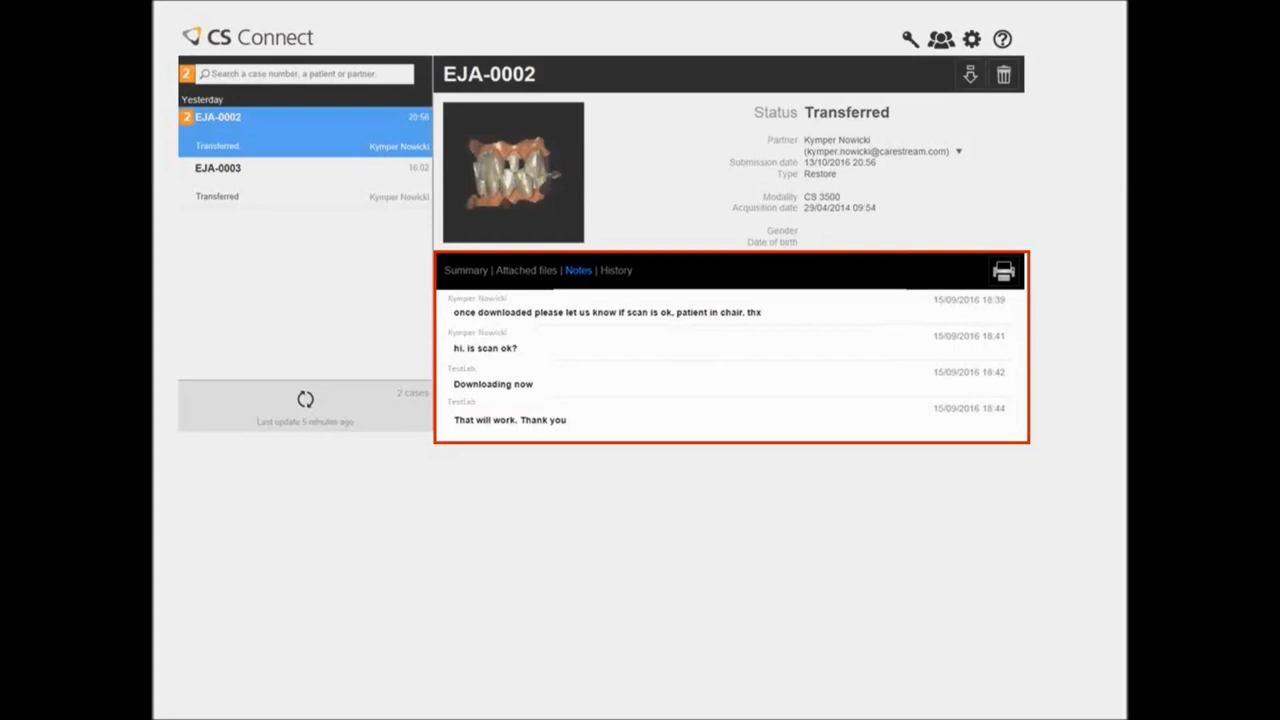 CS Connect
2 Search a case number, a patient or partner.
Yesterday
2 EJA-0002 20:56
Transferred Kymper Nowicki
EJA-0003 16:02
Transferred Kymper Nowicki
2 cases
Last update 5 minutes ago
EJA-0002
Status Transferred
Partner Kymper Nowicki
(kymper.nowicki@carestream.com)
Submission date 13/10/2016 20:56
Type Restore
Modality CS 3500
Acquisition date 29/04/2014 09:54
Gender
Date of birth
Summary | Attached files | Notes | History
Kymper Nowicki 15/09/2016 18:39
once downloaded please let us know if scan is ok, patient in chair. thx
Kymper Nowicki 15/09/2016 18:41
hi. is scan ok?
TestLab 15/09/2016 18:42
Downloading now
TestLab 15/09/2016 18:44
That will work. Thank you